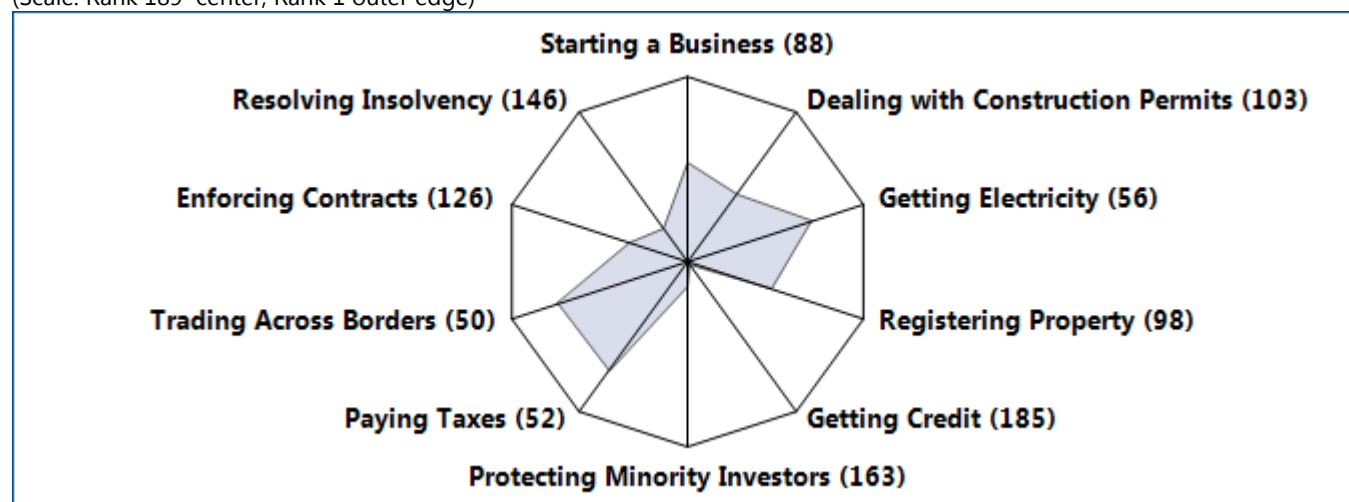 (Scale: Rank 189 center, Rank 1 outer edge)
Starting a Business (88)
Resolving Insolvency (146)
Dealing with Construction Permits (103)
Enforcing Contracts (126)
Getting Electricity (56)
Trading Across Borders (50)
Registering Property (98)
Paying Taxes (52)
Getting Credit (185)
Protecting Minority Investors (163)